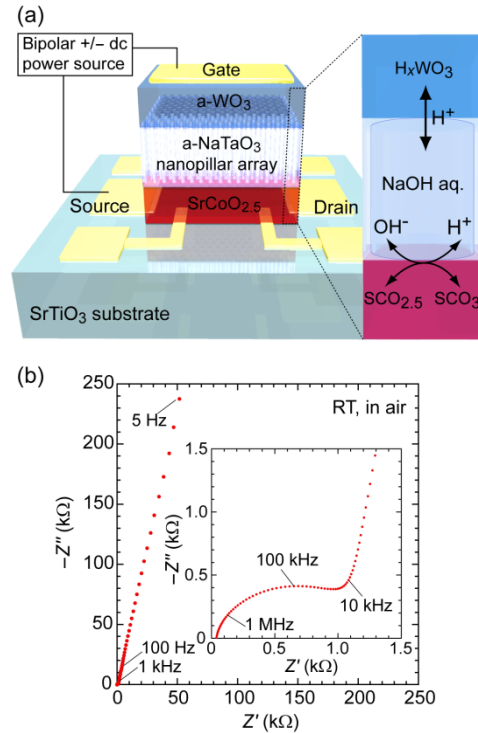 (a)
Bipolar +/− dc
power source
Gate
a-WO₃
a-NaTaO₃
nanopillar array
Source
SrCoO₂.₅
Drain
SrTiO₃ substrate
HₓWO₃
H⁺
NaOH aq.
OH⁻
H⁺
SCO₂.₅
SCO₃
(b)
250
200
150
100
50
0
−Z″ (kΩ)
5 Hz
100 Hz
1 kHz
RT, in air
1.5
1.0
0.5
0
−Z″ (kΩ)
100 kHz
1 MHz
10 kHz
0 0.5 1.0 1.5
Z′ (kΩ)
0 50 100 150 200 250
Z′ (kΩ)